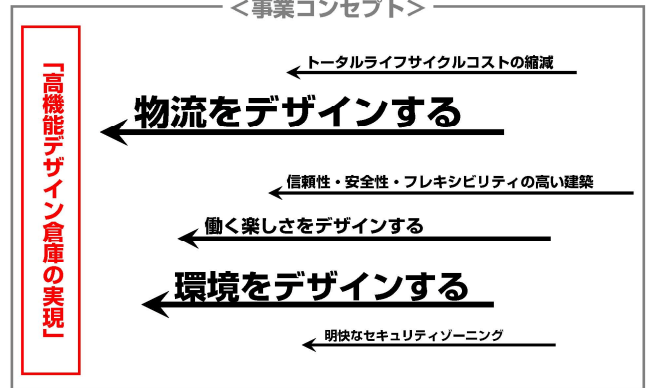 ＜事業コンセプト＞
「高機能デザイン倉庫の実現」
トータルライフサイクルコストの縮減
物流をデザインする
信頼性・安全性・フレキシビリティの高い建築
働く楽しさをデザインする
環境をデザインする
明快なセキュリティゾーニング